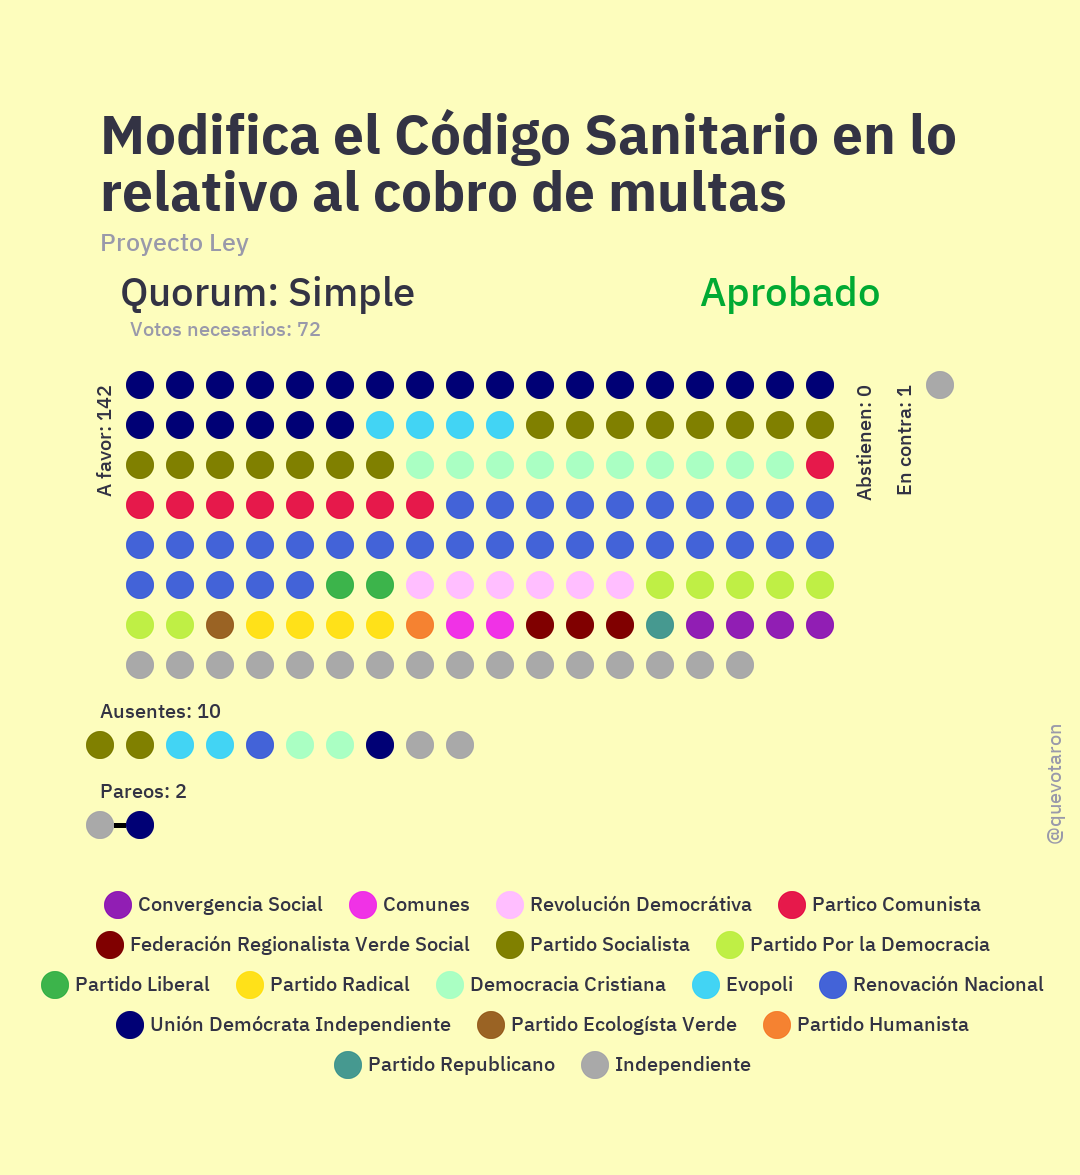 Modifica el Código Sanitario en lo
relativo al cobro de multas
Proyecto Ley
Quorum: Simple
Aprobado
Votos necesarios: 72
A favor: 142
Abstienen: 0
En contra: 1
Ausentes: 10
Pareos: 2
@quevotaron
Convergencia Social Comunes Revolución Democrátiva Partico Comunista
Federación Regionalista Verde Social Partido Socialista Partido Por la Democracia
Partido Liberal Partido Radical Democracia Cristiana Evopoli Renovación Nacional
Unión Demócrata Independiente Partido Ecologísta Verde Partido Humanista
Partido Republicano Independiente